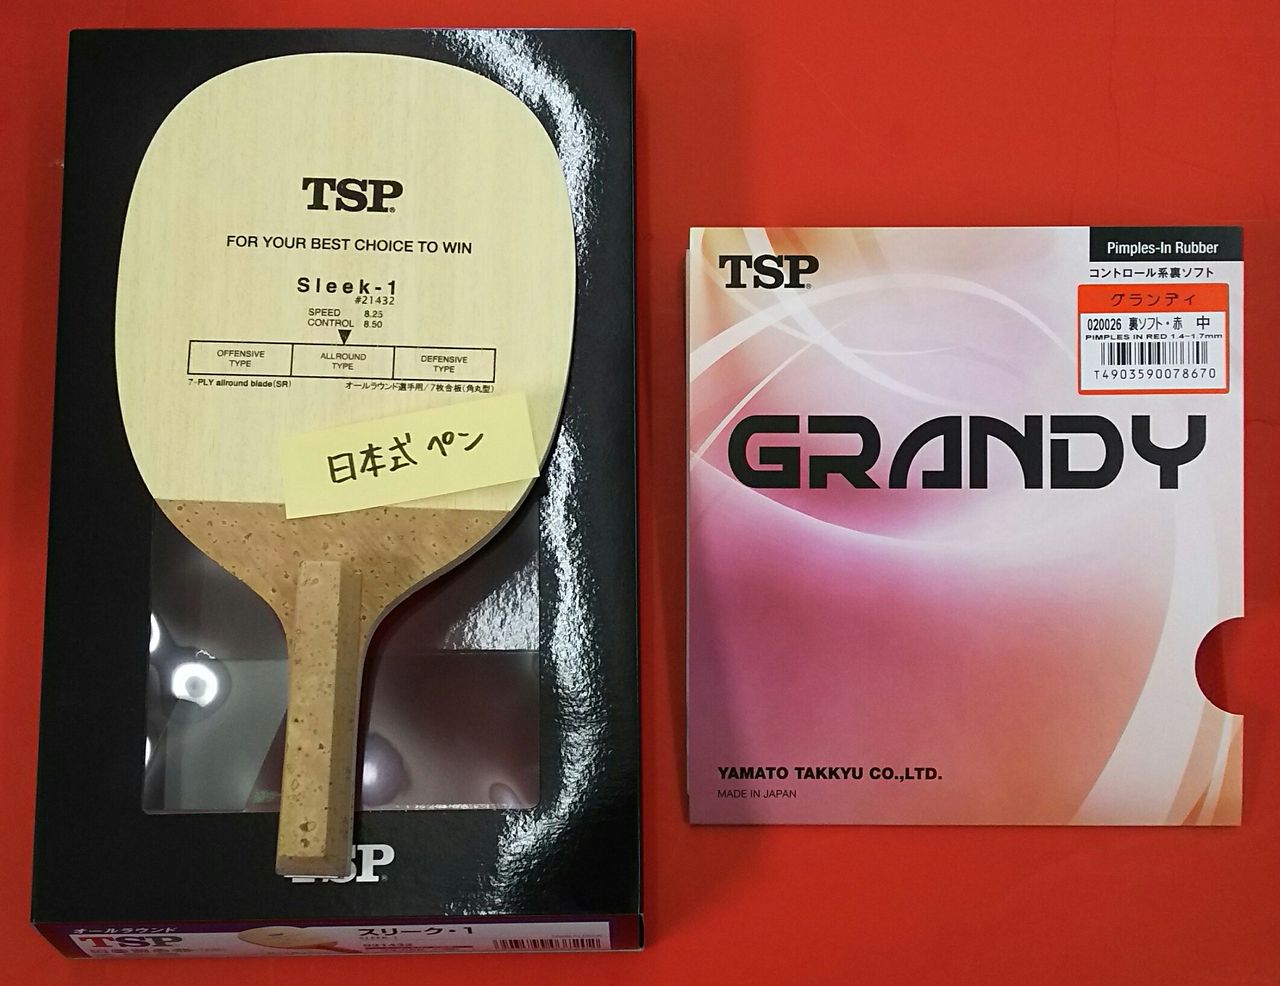 TSP
FOR YOUR BEST CHOICE TO WIN
Sleek-1
#21432
SPEED 8.25
CONTROL 8.50
OFFENSIVE TYPE
ALLROUND TYPE
DEFENSIVE TYPE
7-PLY allround blade(SR)
オールラウンド選手用/7枚合板(角丸型)
日本式 ペン
TSP
オールラウンド
TSP
スリーク・1
TSP
Pimples-In Rubber
コントロール系裏ソフト
グランディ
020026 裏ソフト・赤 中
PIMPLES IN RED 1.4-1.7mm
T4903590078670
GRANDY
YAMATO TAKKYU CO.,LTD.
MADE IN JAPAN